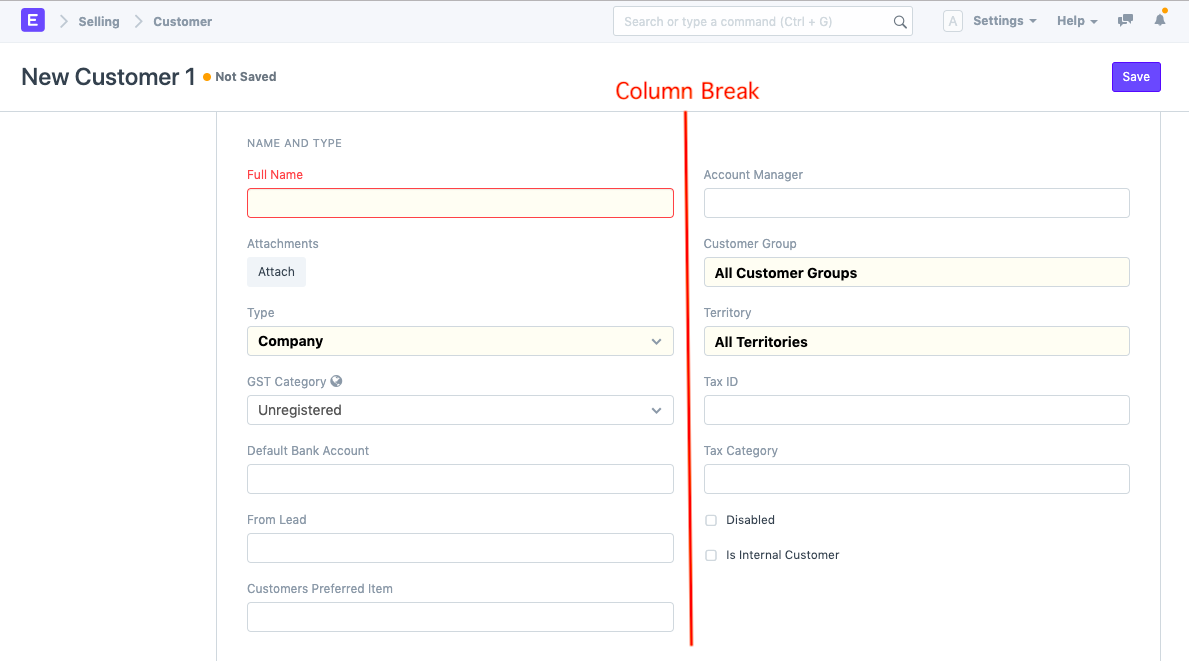 E
Selling
Customer
Search or type a command (Ctrl + G)
A
Settings
Help
New Customer 1
Not Saved
Save
Column Break
NAME AND TYPE
Full Name
Attachments
Attach
Type
Company
GST Category
Unregistered
Default Bank Account
From Lead
Customers Preferred Item
Account Manager
Customer Group
All Customer Groups
Territory
All Territories
Tax ID
Tax Category
Disabled
Is Internal Customer